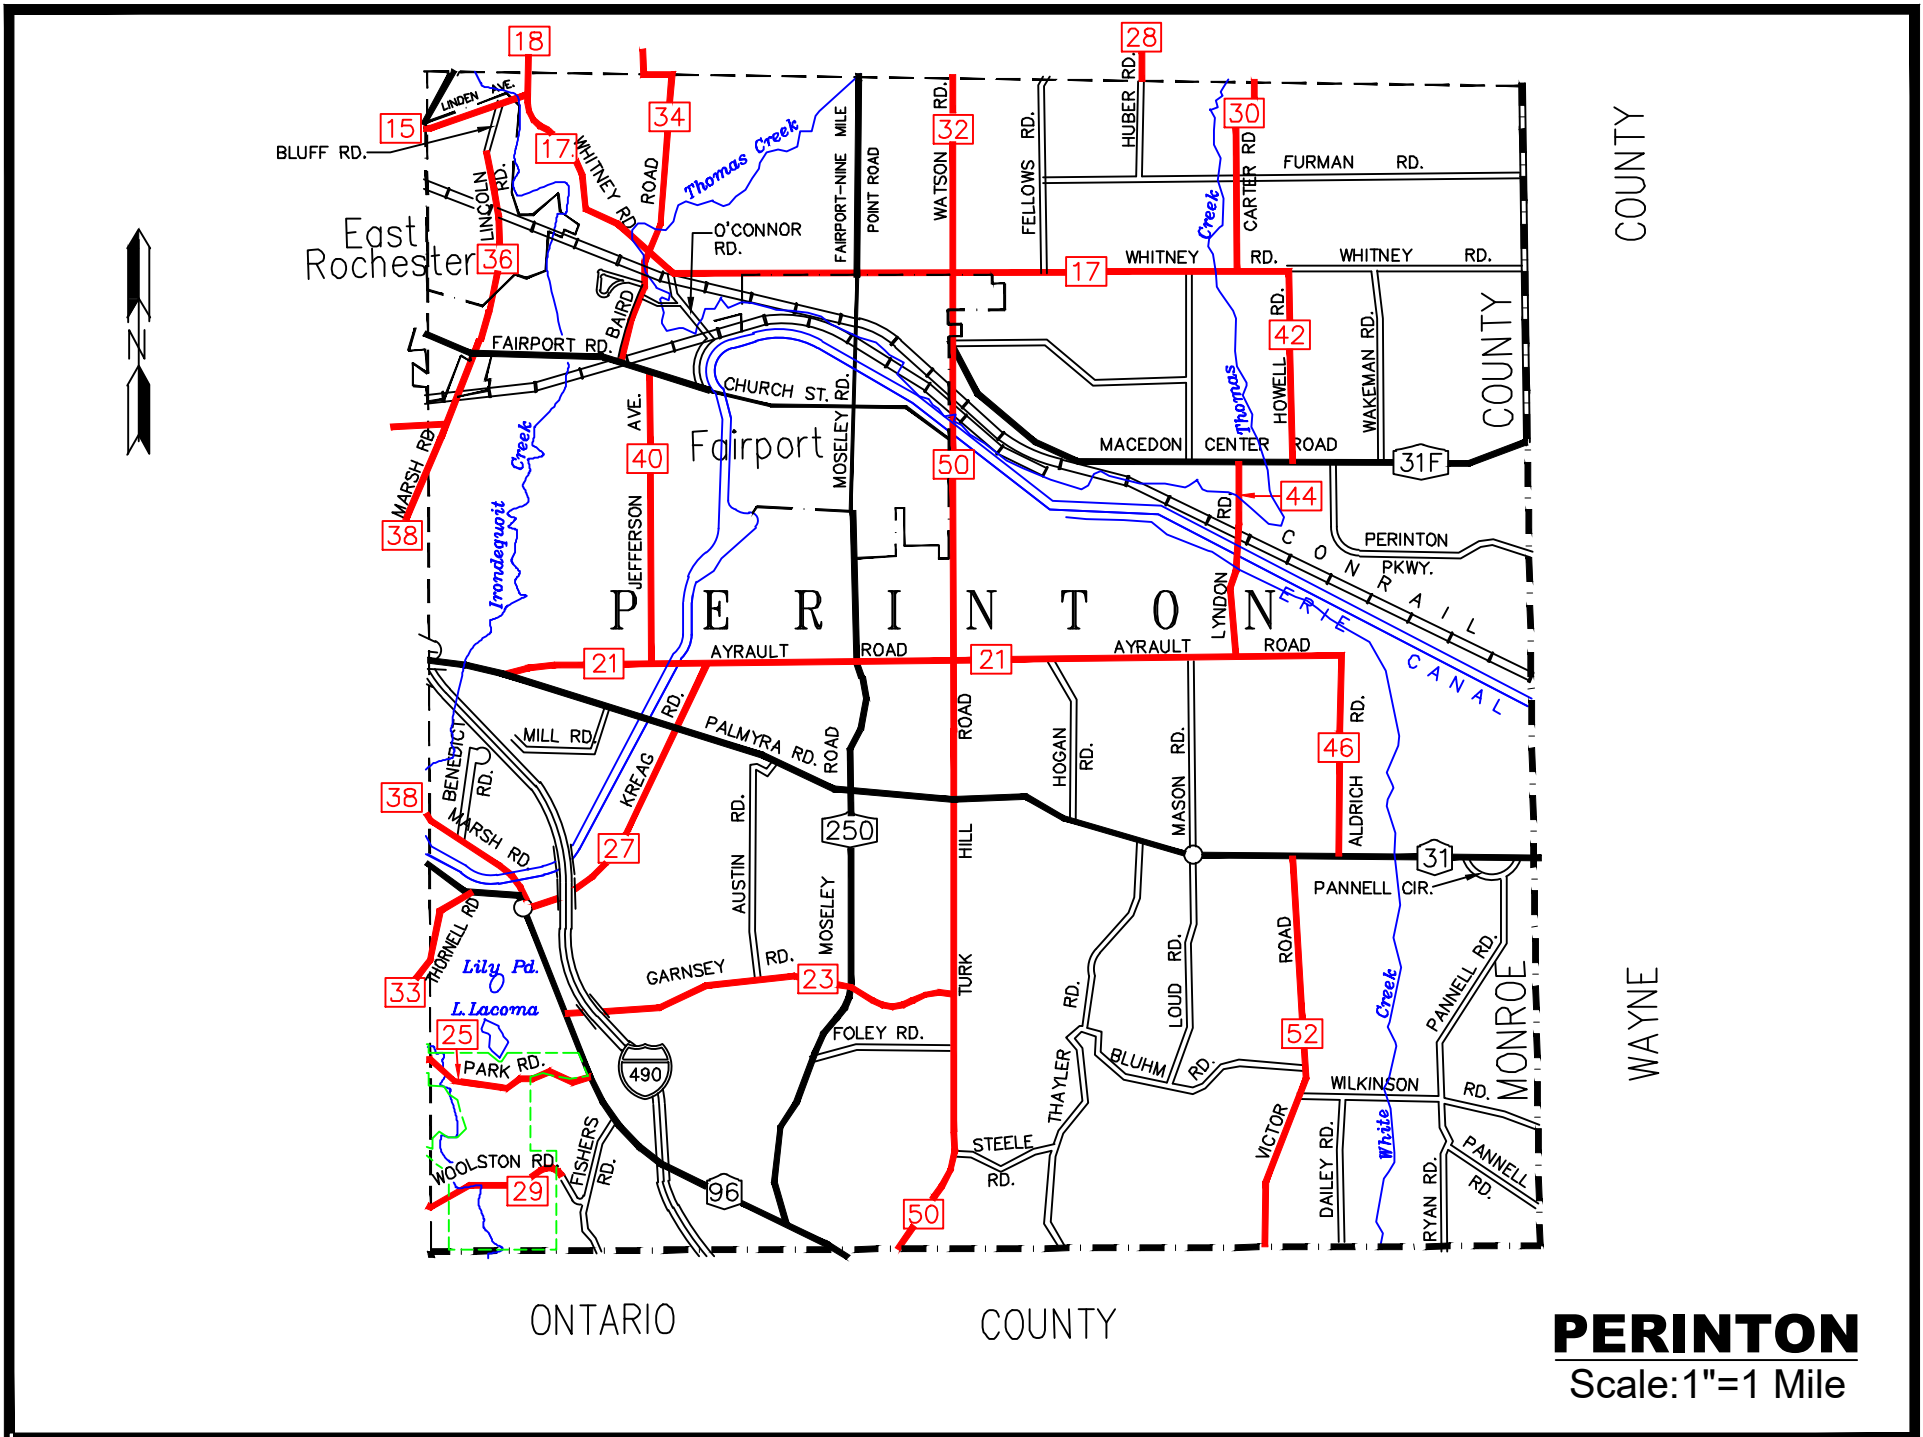 18
28
LINDEN AVE.
15
BLUFF RD.
17
WHITNEY RD.
34
ROAD
Thomas Creek
FAIRPORT-NINE MILE
POINT ROAD
WATSON RD.
32
FELLOWS RD.
HUBER RD.
30
CARTER RD
FURMAN RD.
COUNTY
LINCOLN RD.
East
Rochester
36
O'CONNOR
RD.
Creek
WHITNEY RD.
17
WHITNEY RD.
N
BAIRD
FAIRPORT RD.
42
HOWELL RD.
WAKEMAN RD.
COUNTY
CHURCH ST.
MOSELEY RD.
Thomas
MARSH RD
Creek
AVE.
40
Fairport
50
MACEDON CENTER ROAD
31F
38
Irondequoit
JEFFERSON
RD
44
CONRAIL
PERINTON
PKWY.
PERINTON
LYNDON
ERIE
CANAL
21
AYRAULT ROAD
21
AYRAULT ROAD
MILL RD.
KREAG RD.
PALMYRA RD.
ROAD
ROAD
HOGAN RD.
MASON RD.
46
ALDRICH RD.
BENEDICT RD.
38
MARSH RD
27
AUSTIN RD.
250
HILL
31
PANNELL CIR.
THORNELL RD
33
Lily Pd.
L. Lacoma
GARNSEY RD.
23
MOSELEY
TURK
RD.
LOUD RD.
ROAD
Creek
PANNELL RD.
MONROE
WAYNE
25
PARK RD.
490
FOLEY RD.
THAYLER
BLUHM RD.
52
WILKINSON RD.
WOOLSTON RD.
29
FISHERS RD.
96
50
STEELE
RD.
VICTOR
DAILEY RD.
White
RYAN RD.
PANNELL RD.
ONTARIO COUNTY
PERINTON
Scale:1"=1 Mile